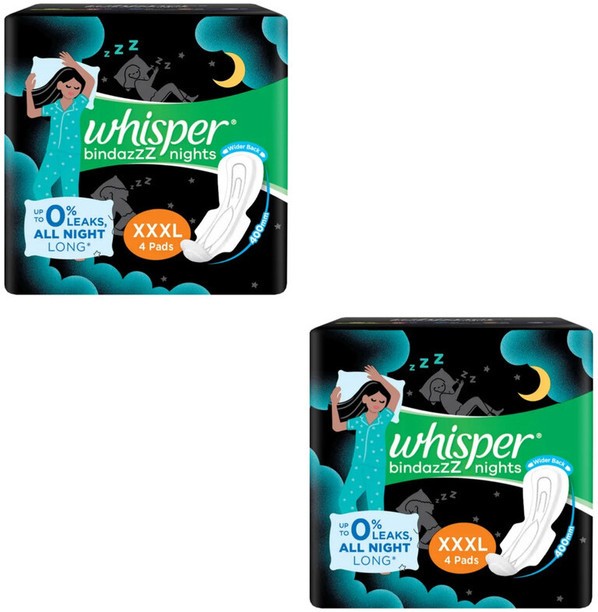 z z Z
whisper®
bindazzZ nights
Wider Back
400mm
z z Z
UP TO 0% LEAKS,
ALL NIGHT
LONG*
XXXL
4 Pads
z z Z
whisper®
bindazzZ nights
Wider Back
400mm
z z Z
UP TO 0% LEAKS,
ALL NIGHT
LONG*
XXXL
4 Pads